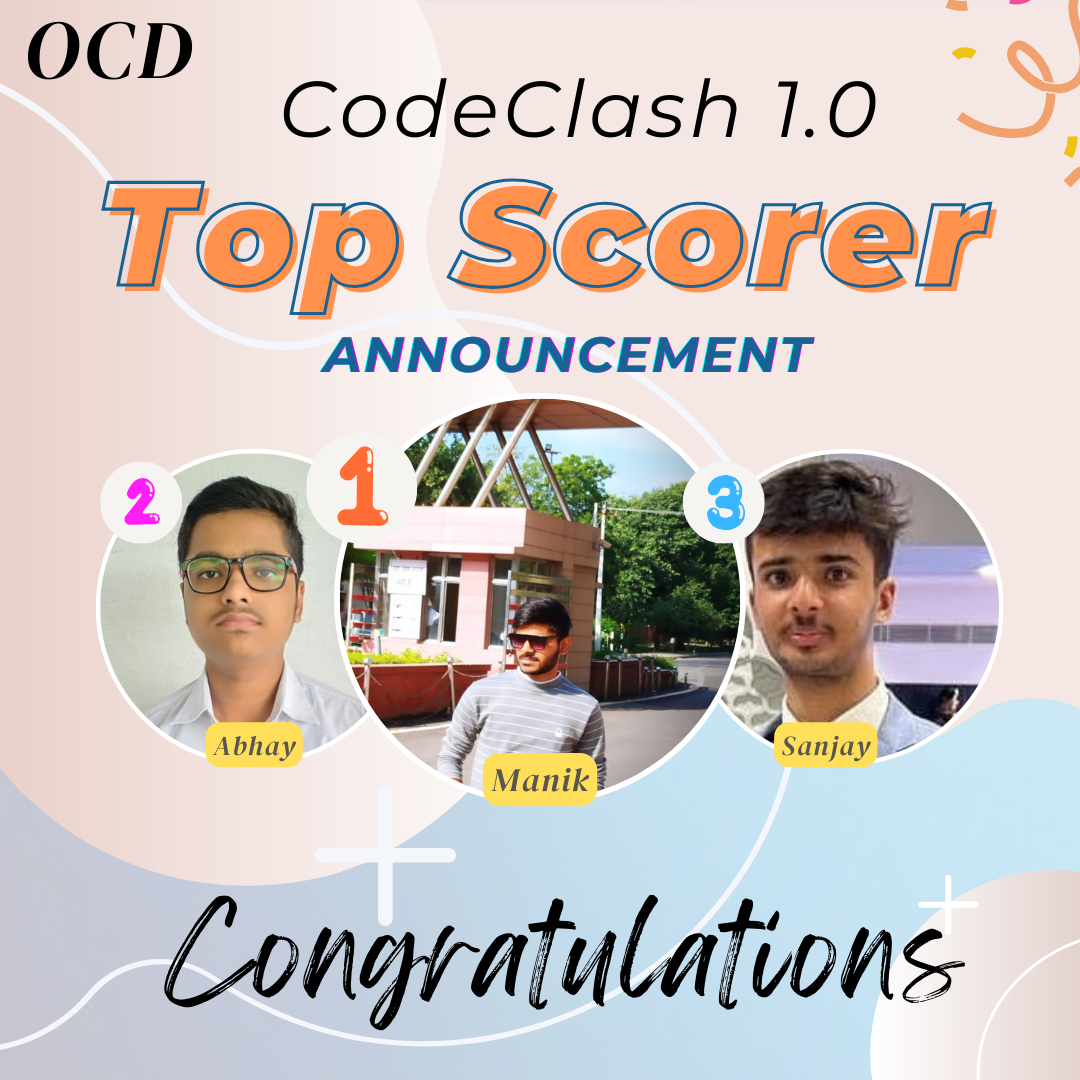 OCD
CodeClash 1.0
Top Scorer
ANNOUNCEMENT
2
1
3
Abhay
Manik
Sanjay
Congratulations